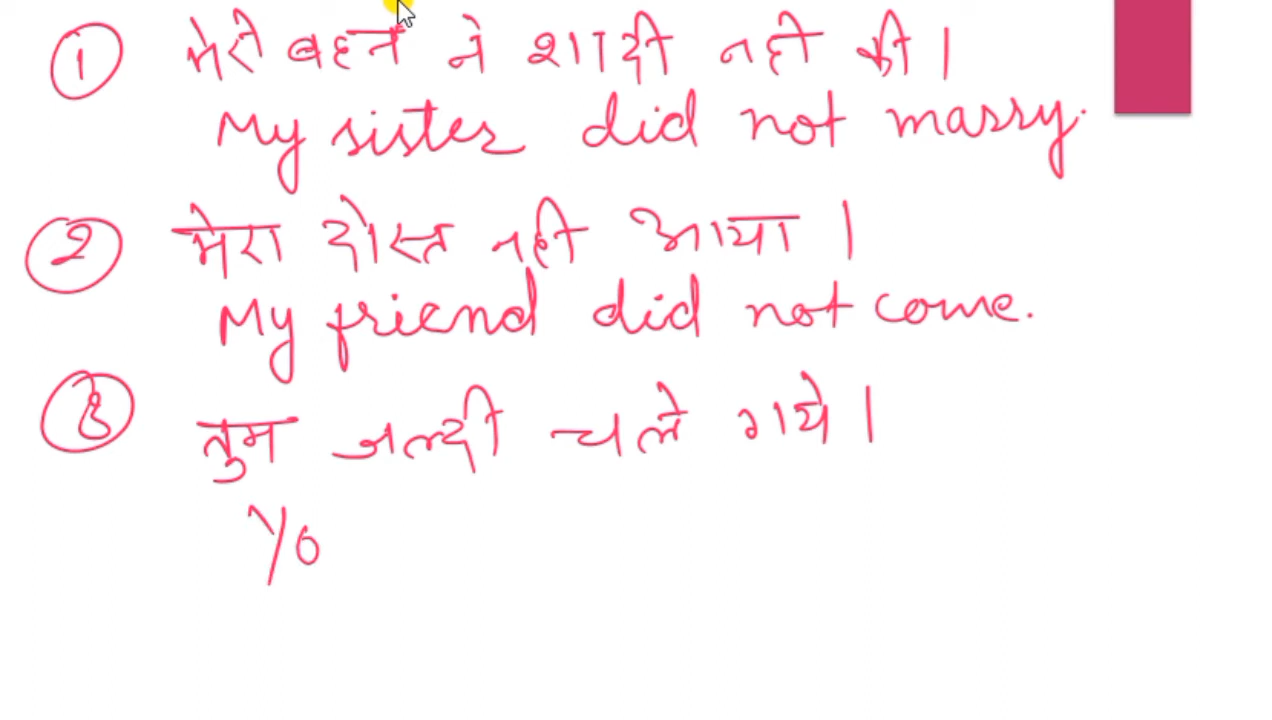 ① मेरी बहन ने शादी नही की।
My sister did not marry.
② मेरा दोस्त नही आया।
My friend did not come.
③ तुम जल्दी चले गये।
Yo